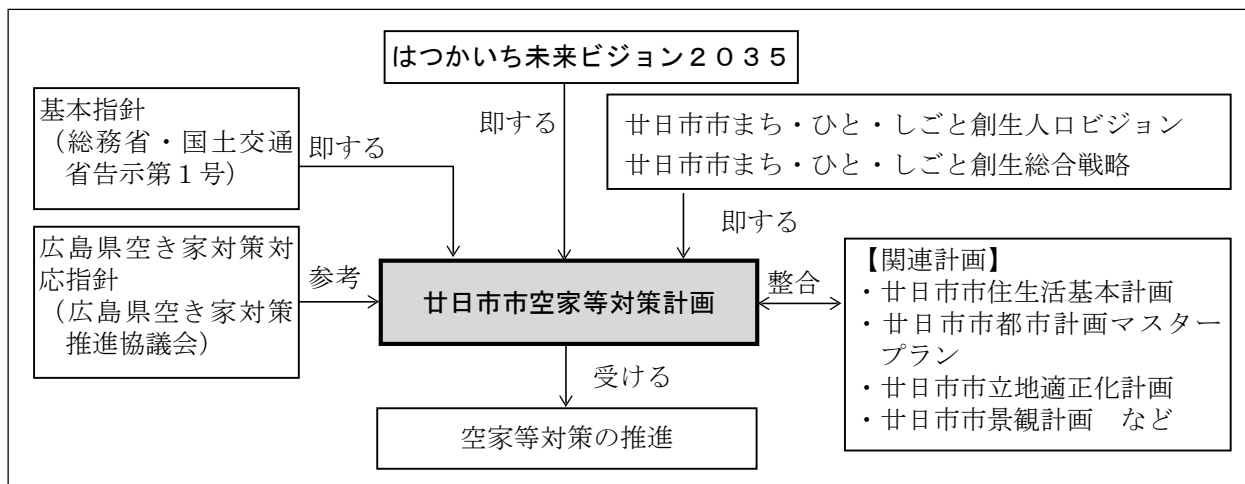 はつかいち未来ビジョン２０３５
基本指針
（総務省・国土交通
省告示第１号）
即する
即する
廿日市市まち・ひと・しごと創生人口ビジョン
廿日市市まち・ひと・しごと創生総合戦略
即する
広島県空き家対策対
応指針
（広島県空き家対策
推進協議会）
参考
廿日市市空家等対策計画
整合
【関連計画】
・廿日市市住生活基本計画
・廿日市市都市計画マスター
プラン
・廿日市市立地適正化計画
・廿日市市景観計画　など
受ける
空家等対策の推進